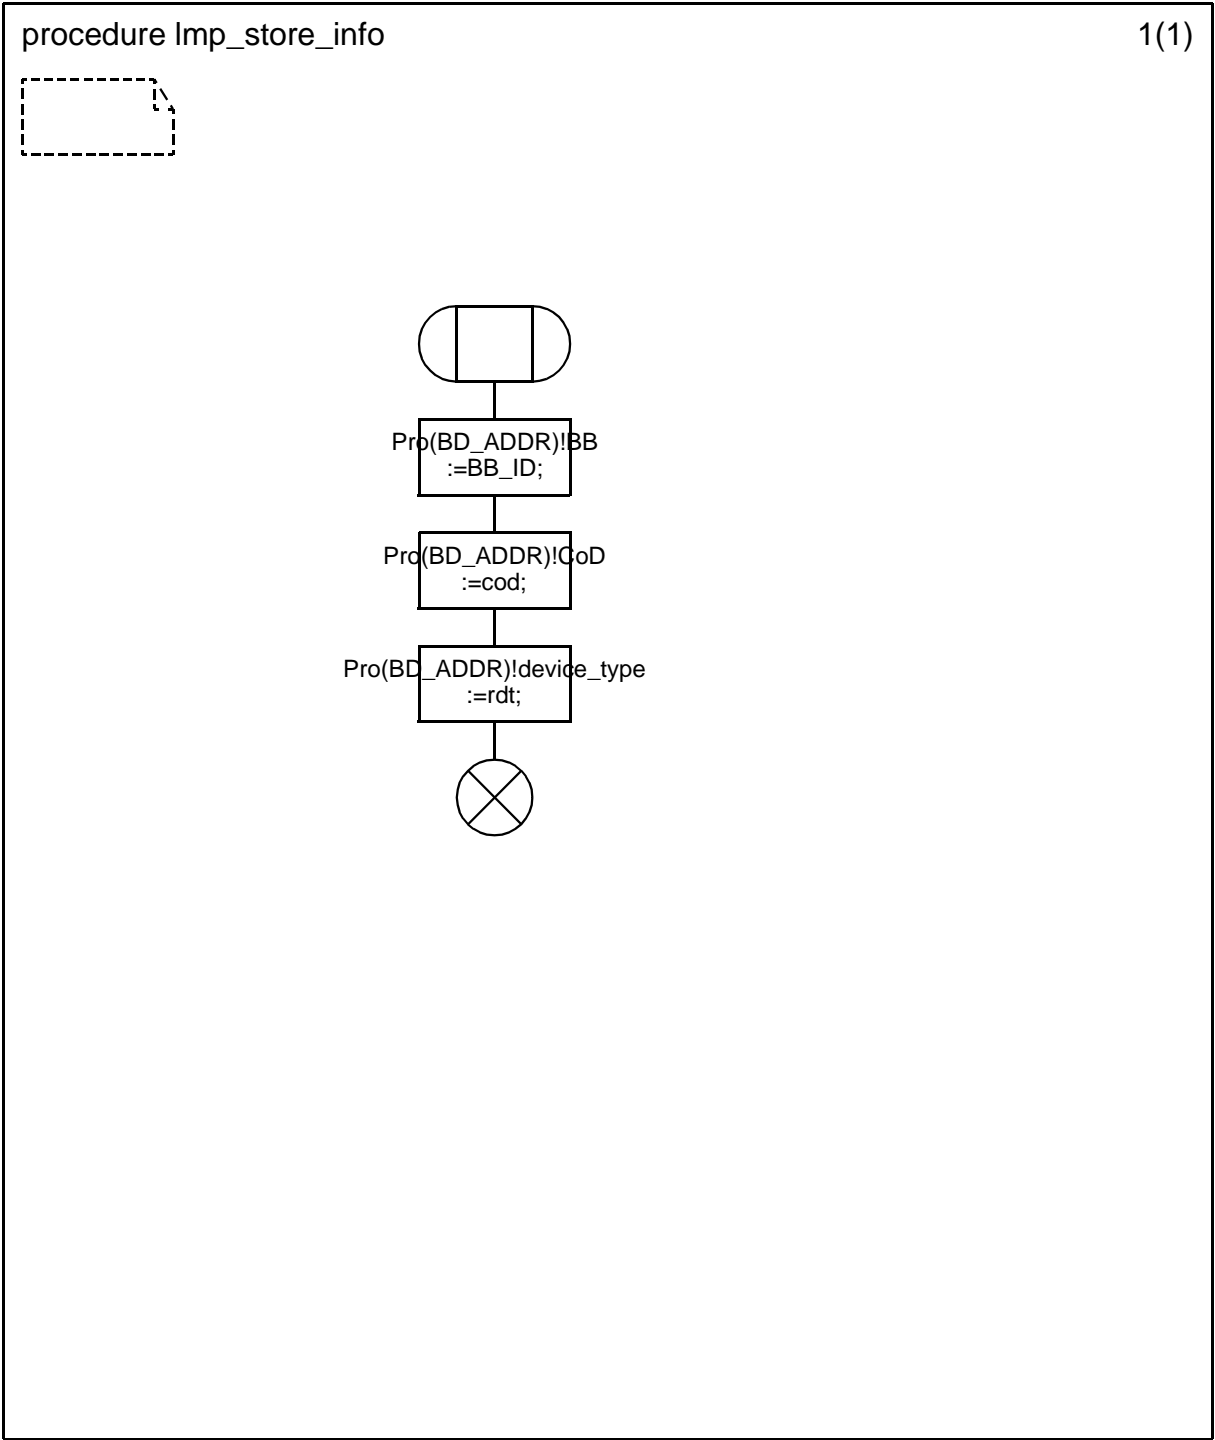 procedure lmp_store_info
1(1)
Pro(BD_ADDR)!BB
:=BB_ID;
Pro(BD_ADDR)!CoD
:=cod;
Pro(BD_ADDR)!device_type
:=rdt;